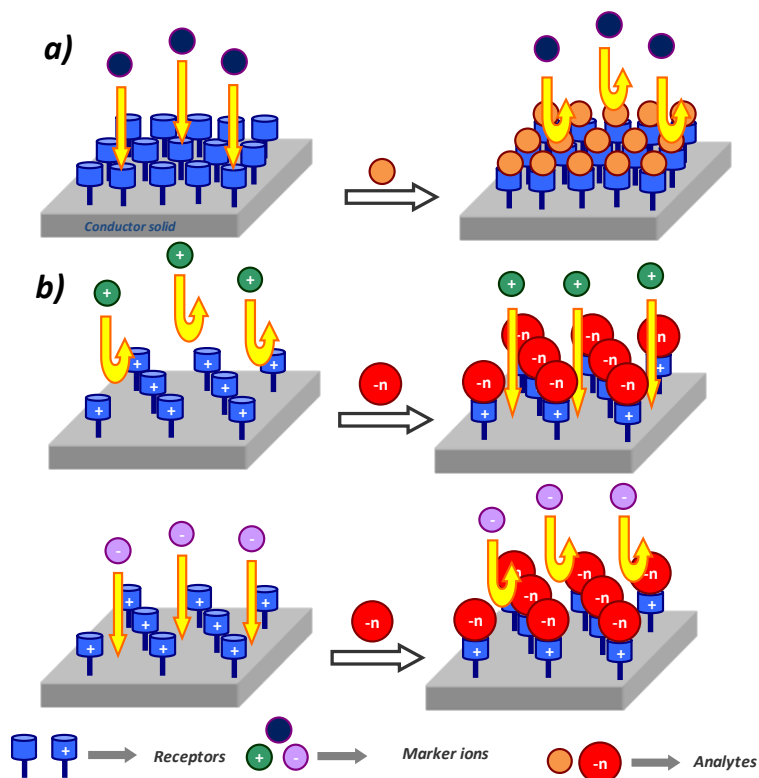 a)
Conductor solid
b)
+ + +
+ + +
-n
-n -n -n
-n -n
-n -n -n
+ + +
+ + +
+ +
+ + +
+
+ + +
- - -
- - -
+ + +
+ +
+ + +
-n
-n -n -n
-n -n
-n -n -n
+
+ + +
+ Receptors
+ - Marker ions
-n Analytes